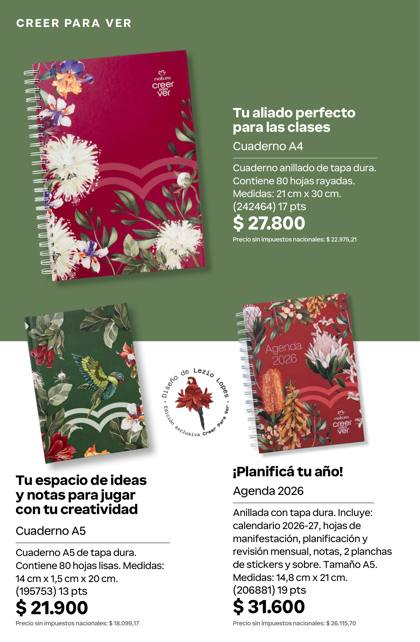 CREER PARA VER
natura
creer
para
ver
Tu aliado perfecto
para las clases
Cuaderno A4
Cuaderno anillado de tapa dura.
Contiene 80 hojas rayadas.
Medidas: 21 cm x 30 cm.
(242464) 17 pts
$ 27.800
Precio sin impuestos nacionales: $ 22.975,21
Diseño de Lezio Lopes
· Edición exclusiva Creer Para Ver ·
Agenda
2026
natura
creer
para
ver
Tu espacio de ideas
y notas para jugar
con tu creatividad
Cuaderno A5
Cuaderno A5 de tapa dura.
Contiene 80 hojas lisas. Medidas:
14 cm x 1,5 cm x 20 cm.
(195753) 13 pts
$ 21.900
Precio sin impuestos nacionales: $ 18.099,17
¡Planificá tu año!
Agenda 2026
Anillada con tapa dura. Incluye:
calendario 2026-27, hojas de
manifestación, planificación y
revisión mensual, notas, 2 planchas
de stickers y sobre. Tamaño A5.
Medidas: 14,8 cm x 21 cm.
(206881) 19 pts
$ 31.600
Precio sin impuestos nacionales: $ 26.115,70